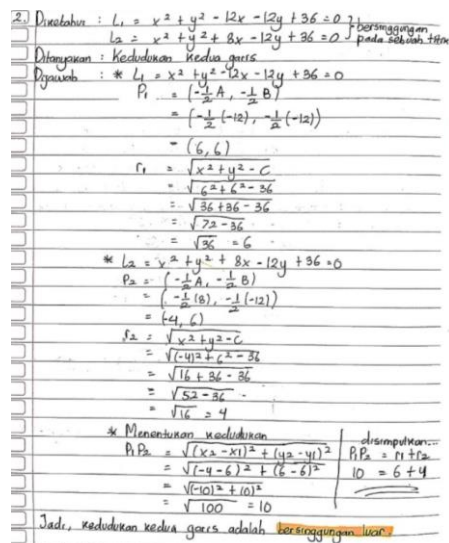 2. Diketahui : L₁ = x² + y² - 12x - 12y + 36 = 0 } bersinggungan
L₂ = x² + y² + 8x - 12y + 36 = 0 } pada sebuah titik
Ditanyakan : Kedudukan kedua garis
Dijawab : * L₁ = x² + y² - 12x - 12y + 36 = 0
P₁ = (-1/2 A, -1/2 B)
= (-1/2 (-12), -1/2 (-12))
= (6, 6)
r₁ = √x² + y² - C
= √6² + 6² - 36
= √36 + 36 - 36
= √72 - 36
= √36 = 6
* L₂ = x² + y² + 8x - 12y + 36 = 0
P₂ = (-1/2 A, -1/2 B)
= (-1/2 (8), -1/2 (-12))
= (-4, 6)
r₂ = √x² + y² - C
= √(-4)² + 6² - 36
= √16 + 36 - 36
= √52 - 36
= √16 = 4
* Menentukan kedudukan
P₁P₂ = √(x₂ - x₁)² + (y₂ - y₁)²
= √(-4 - 6)² + (6 - 6)²
= √(-10)² + (0)²
= √100 = 10
disimpulkan...
P₁P₂ = r₁ + r₂
10 = 6 + 4
Jadi, kedudukan kedua garis adalah bersinggungan luar.